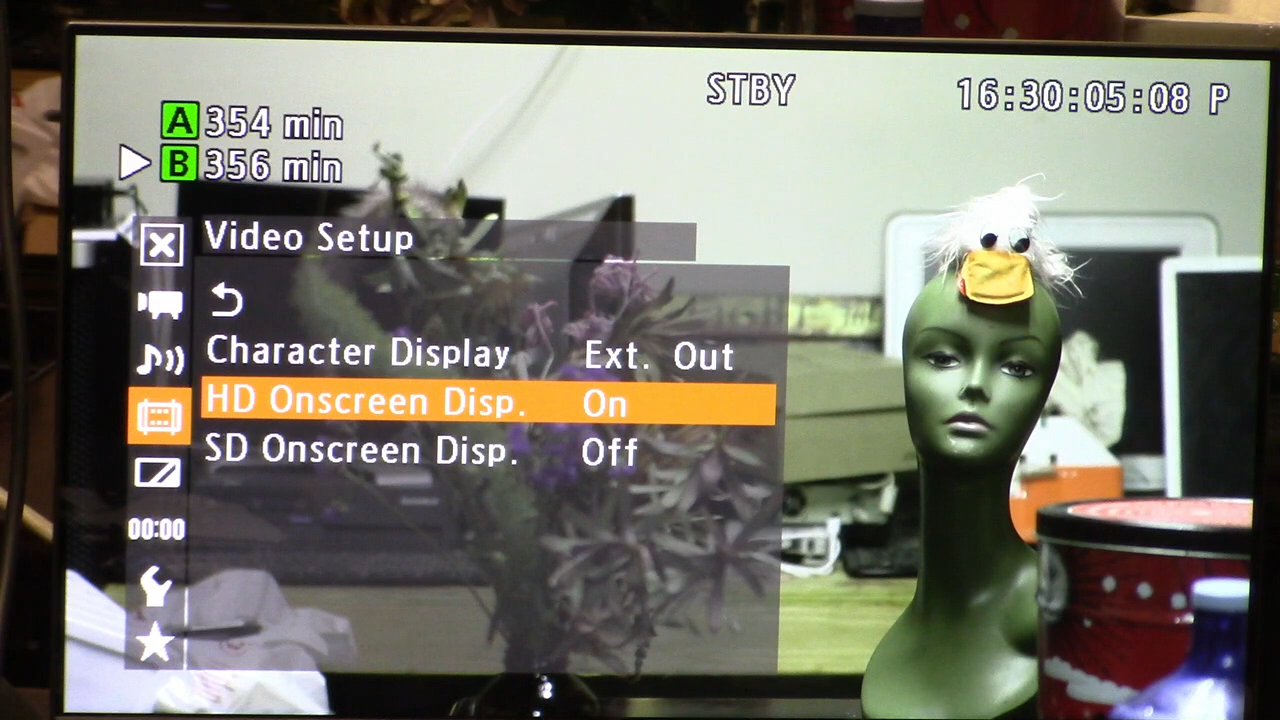 STBY
16:30:05:08 P
A 354 min
B 356 min
Video Setup
Character Display Ext. Out
HD Onscreen Disp. On
SD Onscreen Disp. Off
00:00